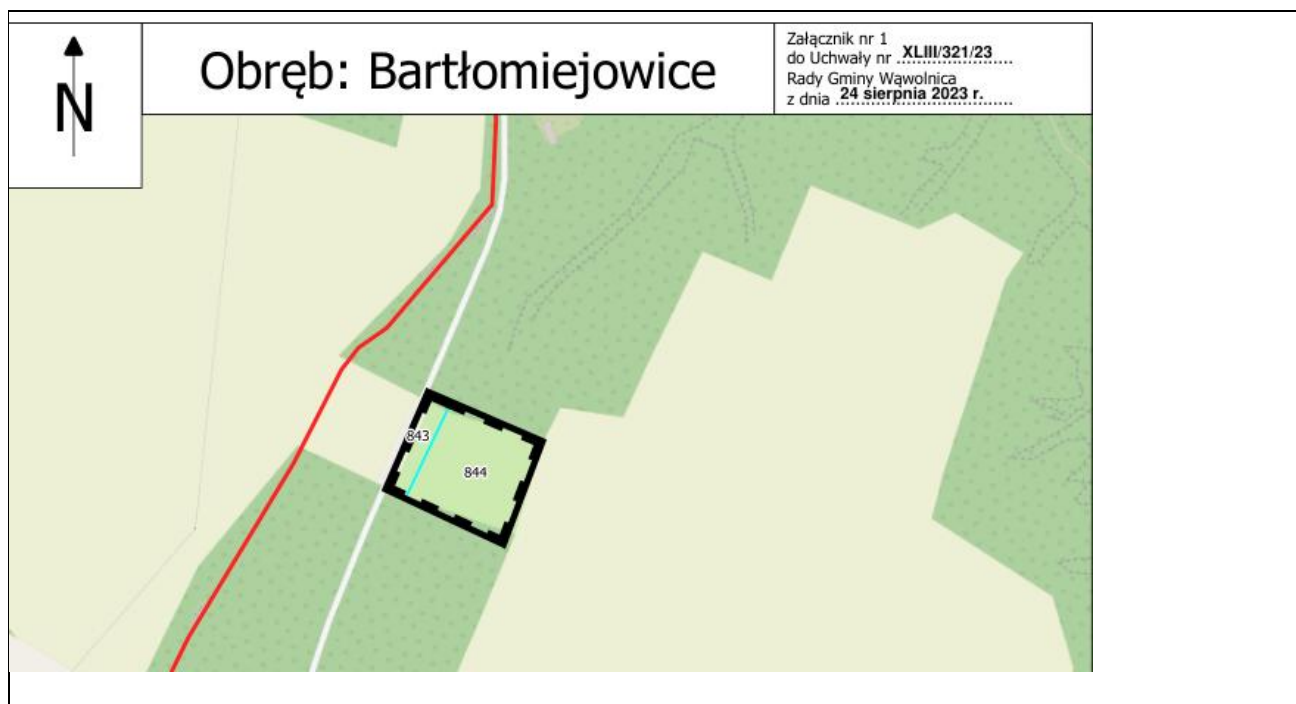 N
Obręb: Bartłomiejowice
Załącznik nr 1
do Uchwały nr XLIII/321/23
Rady Gminy Wąwolnica
z dnia 24 sierpnia 2023 r.
843
844